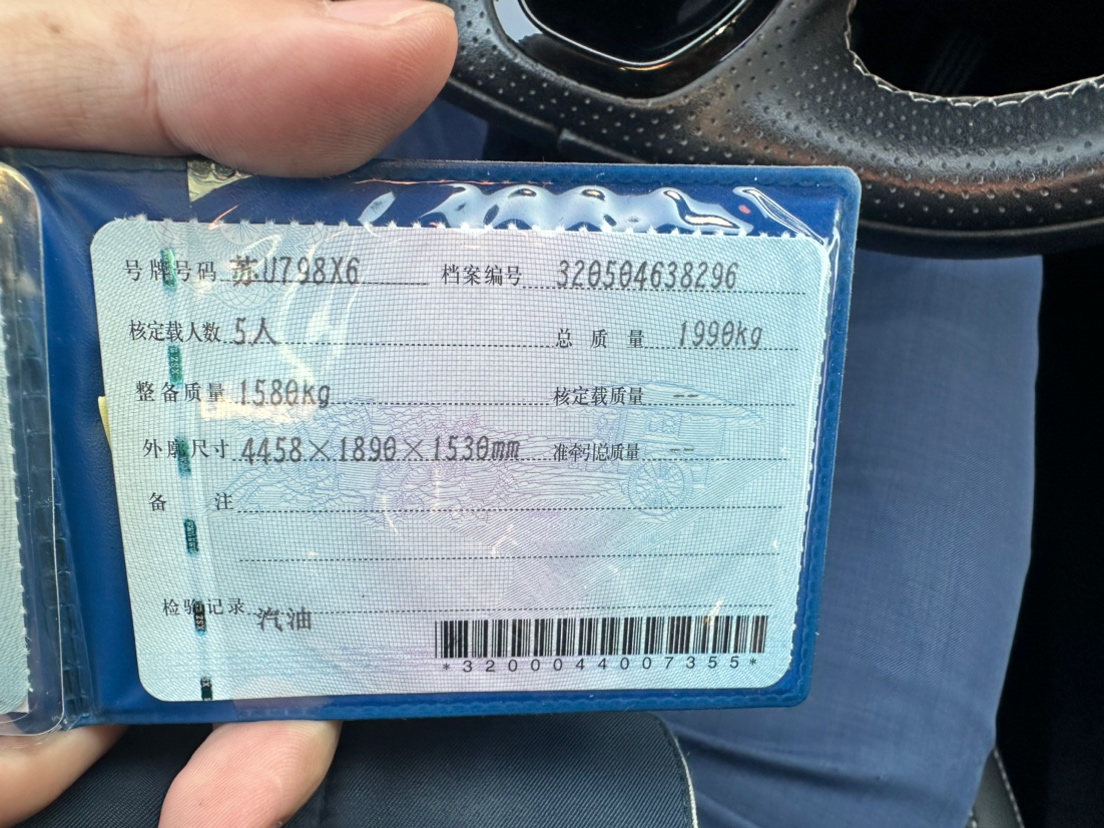 号牌号码 苏U798X6 档案编号 320504638296
核定载人数 5人 总质量 1990kg
整备质量 1580kg 核定载质量 --
外廓尺寸 4458×1890×1530mm 准牵引总质量 --
备注
检验记录 汽油
*3200044007355*